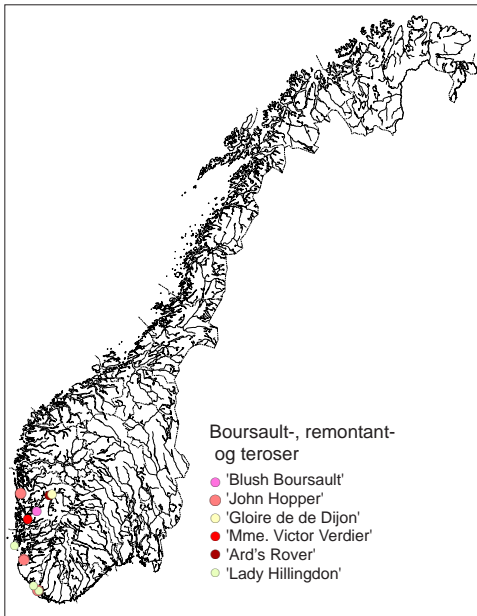 Boursault-, remontant-
og teroser
'Blush Boursault'
'John Hopper'
'Gloire de de Dijon'
'Mme. Victor Verdier'
'Ard's Rover'
'Lady Hillingdon'